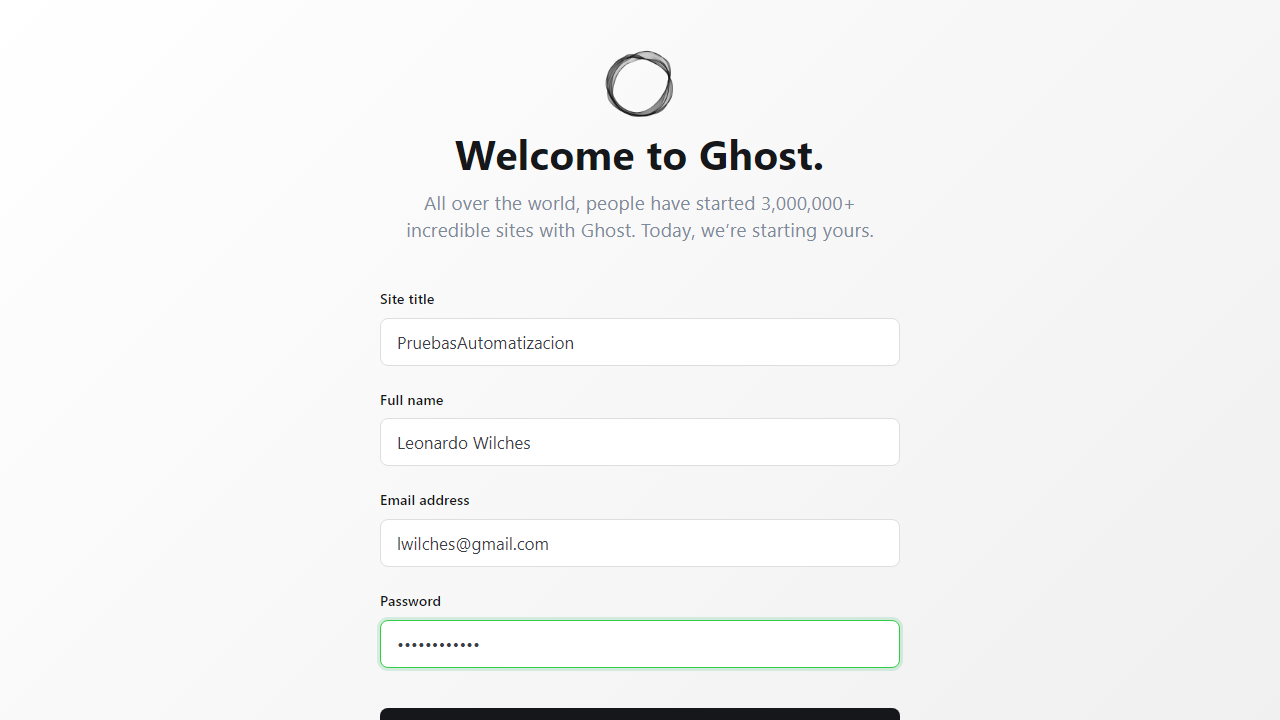 Welcome to Ghost.
All over the world, people have started 3,000,000+
incredible sites with Ghost. Today, we’re starting yours.
Site title
PruebasAutomatizacion
Full name
Leonardo Wilches
Email address
lwilches@gmail.com
Password
••••••••••••